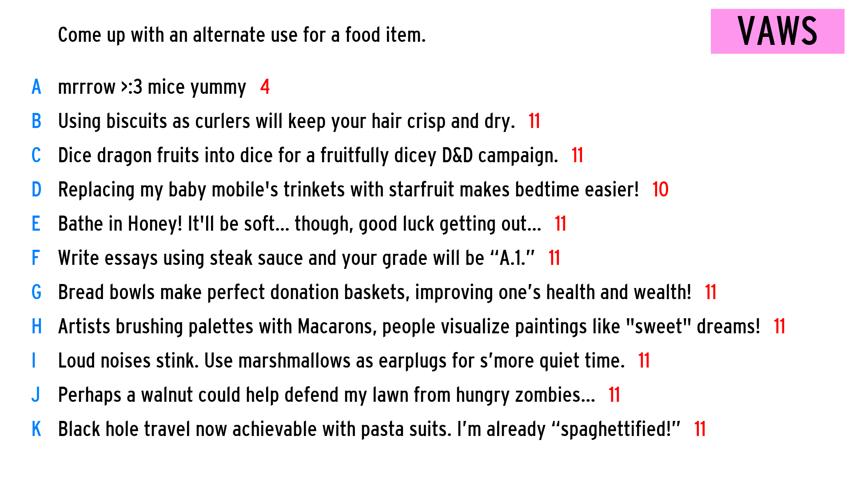 Come up with an alternate use for a food item.
VAWS
A mrrrow >:3 mice yummy 4
B Using biscuits as curlers will keep your hair crisp and dry. 11
C Dice dragon fruits into dice for a fruitfully dicey D&D campaign. 11
D Replacing my baby mobile's trinkets with starfruit makes bedtime easier! 10
E Bathe in Honey! It'll be soft... though, good luck getting out... 11
F Write essays using steak sauce and your grade will be “A.1.” 11
G Bread bowls make perfect donation baskets, improving one’s health and wealth! 11
H Artists brushing palettes with Macarons, people visualize paintings like "sweet" dreams! 11
I Loud noises stink. Use marshmallows as earplugs for s’more quiet time. 11
J Perhaps a walnut could help defend my lawn from hungry zombies... 11
K Black hole travel now achievable with pasta suits. I’m already “spaghettified!” 11